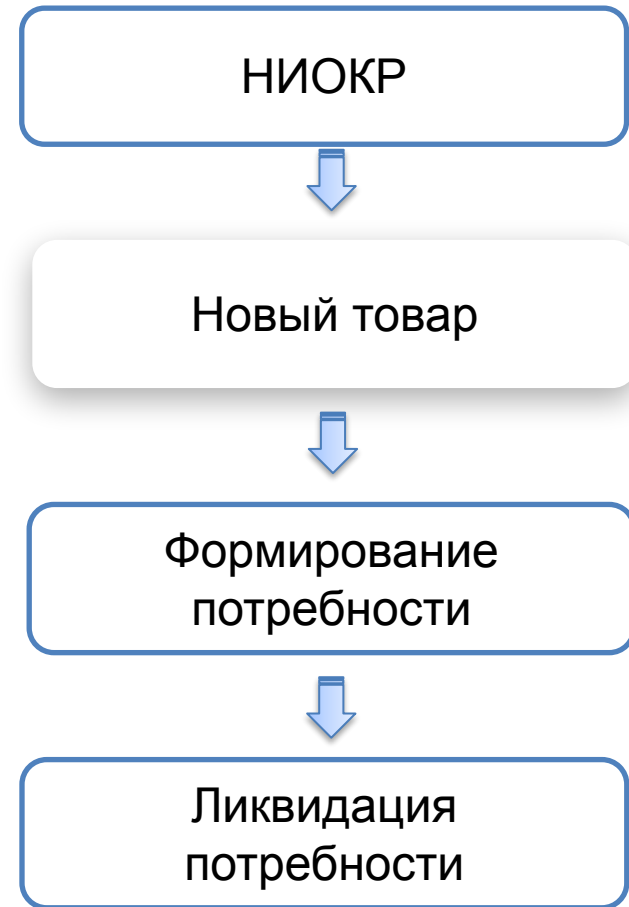 НИОКР
Новый товар
Формирование
потребности
Ликвидация
потребности